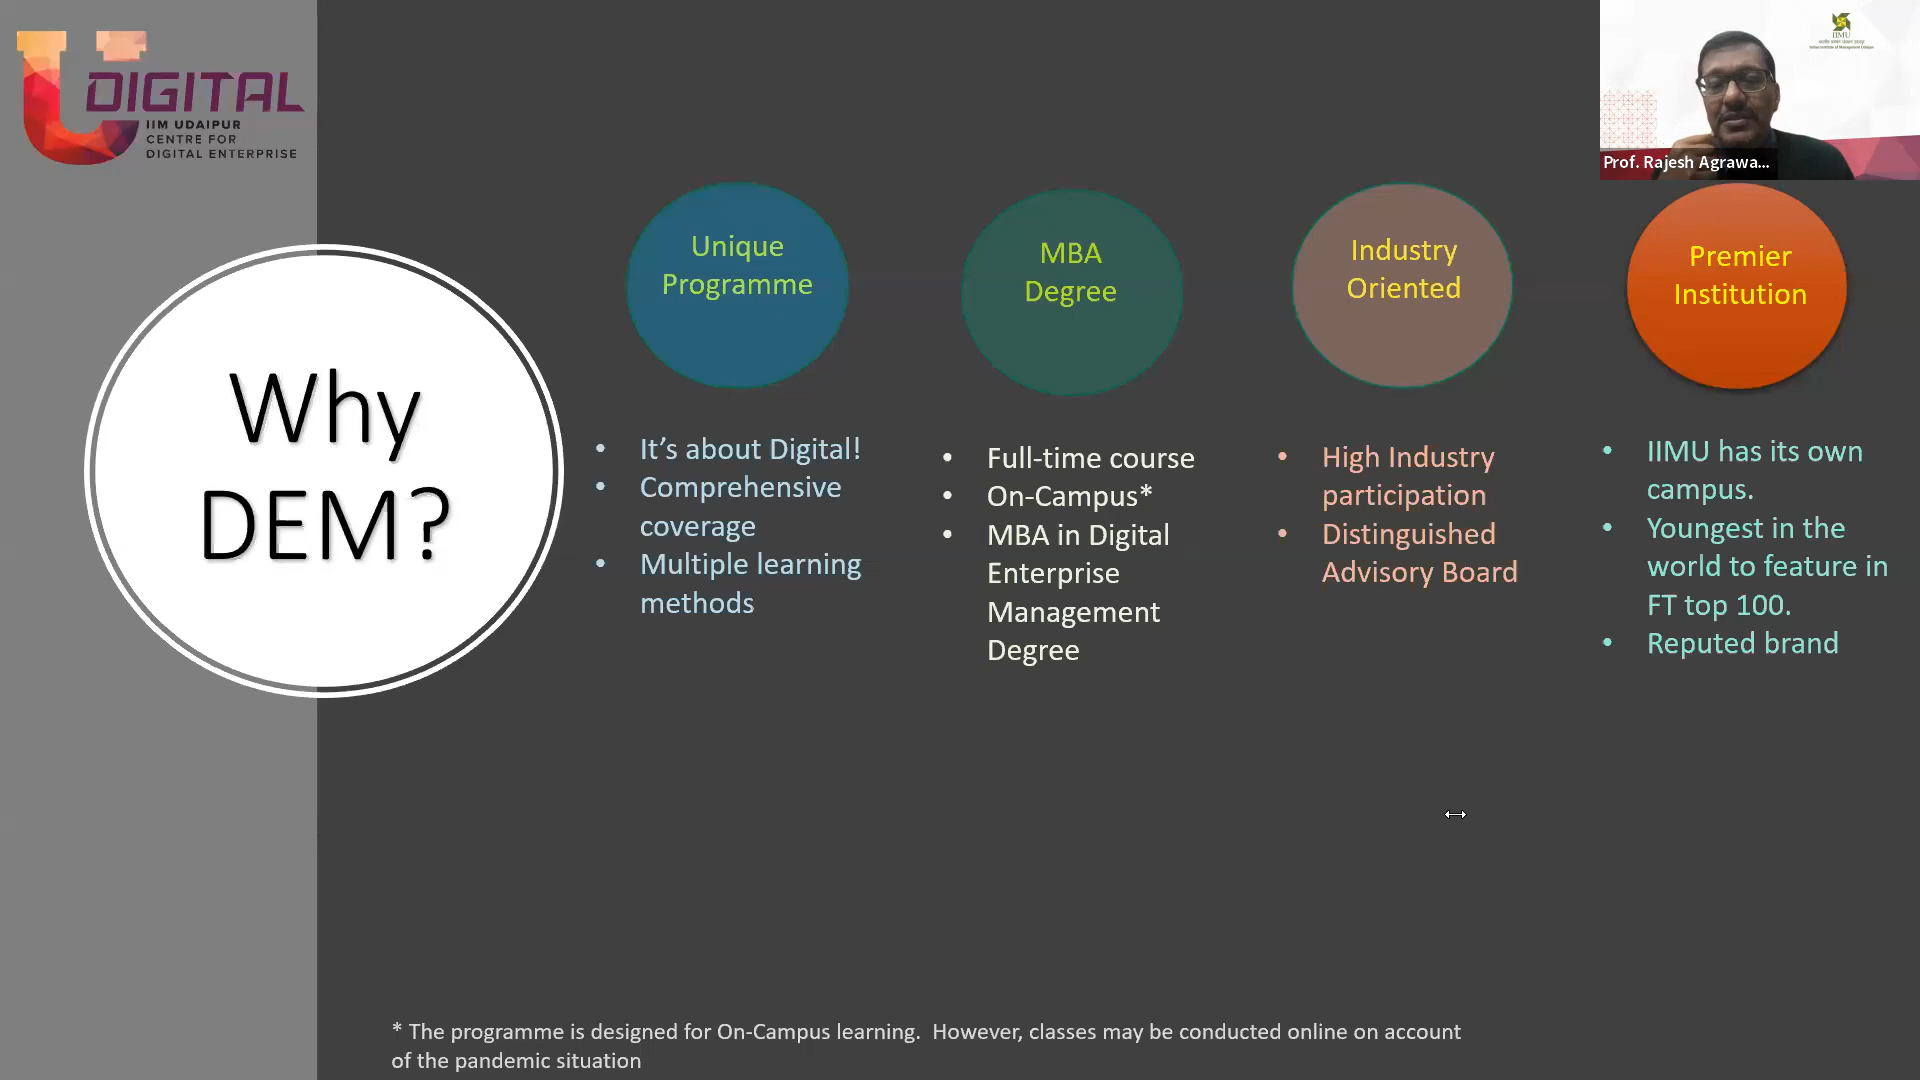 DIGITAL
IIM UDAIPUR
CENTRE FOR
DIGITAL ENTERPRISE
IIMU
Prof. Rajesh Agrawa...
Why
DEM?
Unique
Programme
• It’s about Digital!
• Comprehensive
coverage
• Multiple learning
methods
MBA
Degree
• Full-time course
• On-Campus*
• MBA in Digital
Enterprise
Management
Degree
Industry
Oriented
• High Industry
participation
• Distinguished
Advisory Board
Premier
Institution
• IIMU has its own
campus.
• Youngest in the
world to feature in
FT top 100.
• Reputed brand
* The programme is designed for On-Campus learning.  However, classes may be conducted online on account
of the pandemic situation